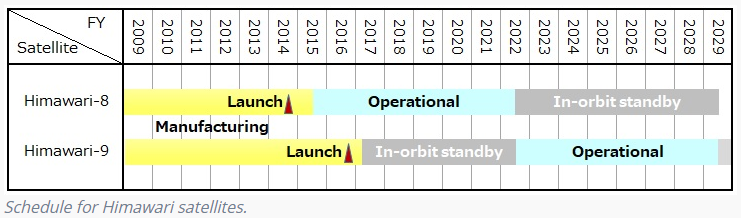 FY
Satellite
2009 2010 2011 2012 2013 2014 2015 2016 2017 2018 2019 2020 2021 2022 2023 2024 2025 2026 2027 2028 2029
Himawari-8 Launch Operational In-orbit standby
Manufacturing
Himawari-9 Launch In-orbit standby Operational
Schedule for Himawari satellites.